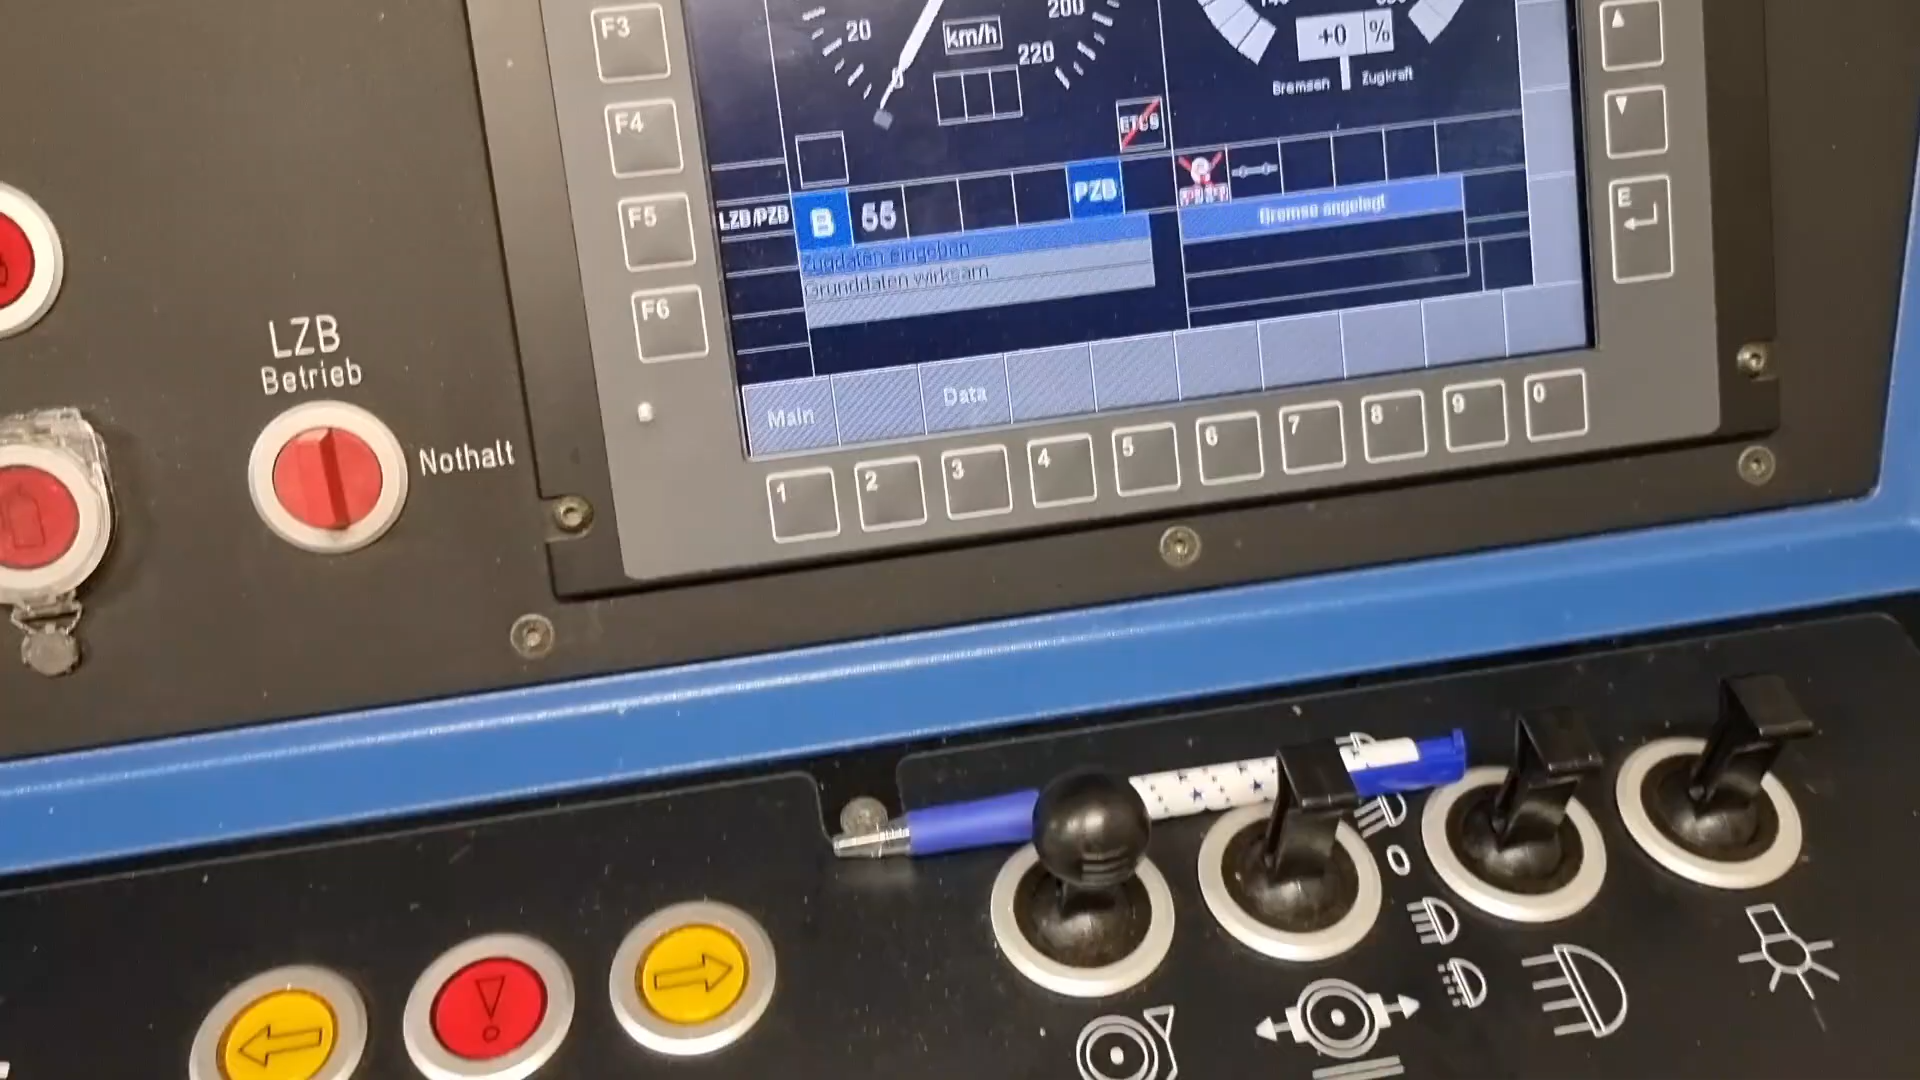 F3
F4
F5
F6
20
200
220
km/h
+0 %
Bremsen Zugkraft
ETCS
LZB/PZB
B
55
PZB
Bremse angelegt
Zugdaten eingeben
Grunddaten wirksam
Main
Data
E
1
2
3
4
5
6
7
8
9
0
LZB
Betrieb
Nothalt
0